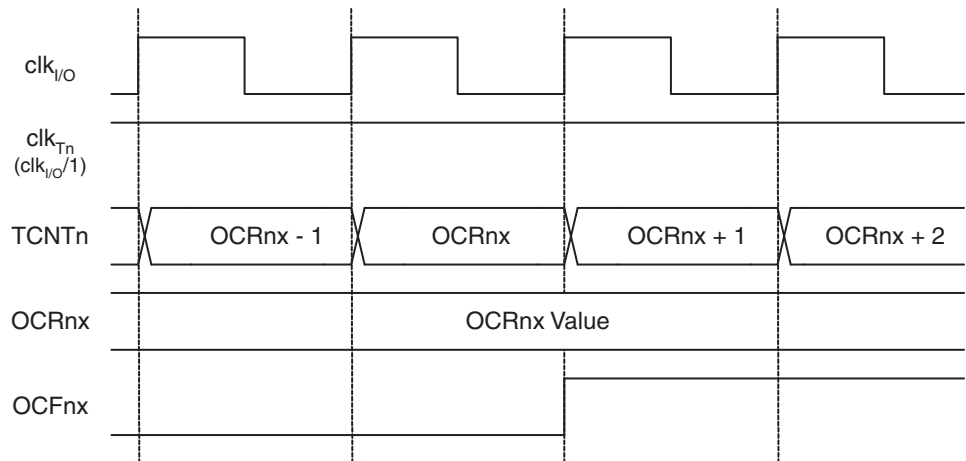 clkI/O
clkTn
(clkI/O/1)
TCNTn OCRnx - 1 OCRnx OCRnx + 1 OCRnx + 2
OCRnx OCRnx Value
OCFnx